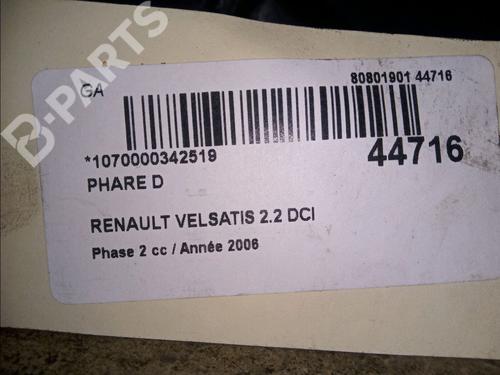 GA
80801901 44716
*1070000342519
44716
PHARE D
RENAULT VELSATIS 2.2 DCI
Phase 2 cc / Année 2006
B-PARTS